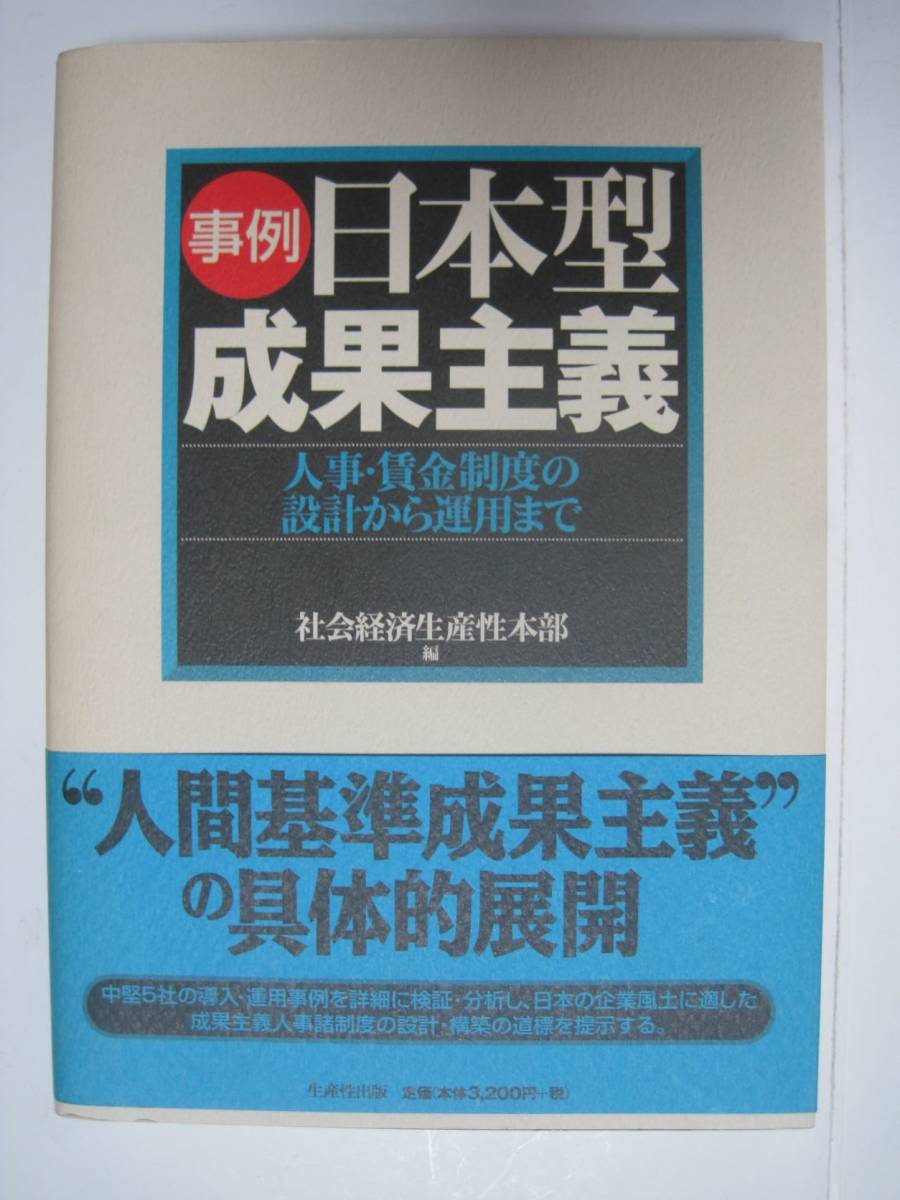 事例 日本型
成果主義
人事・賃金制度の
設計から運用まで
社会経済生産性本部
編
“人間基準成果主義”
の具体的展開
中堅5社の導入・運用事例を詳細に検証・分析し、日本の企業風土に適した
成果主義人事諸制度の設計・構築の道標を提示する。
生産性出版 定価(本体3,200円+税)